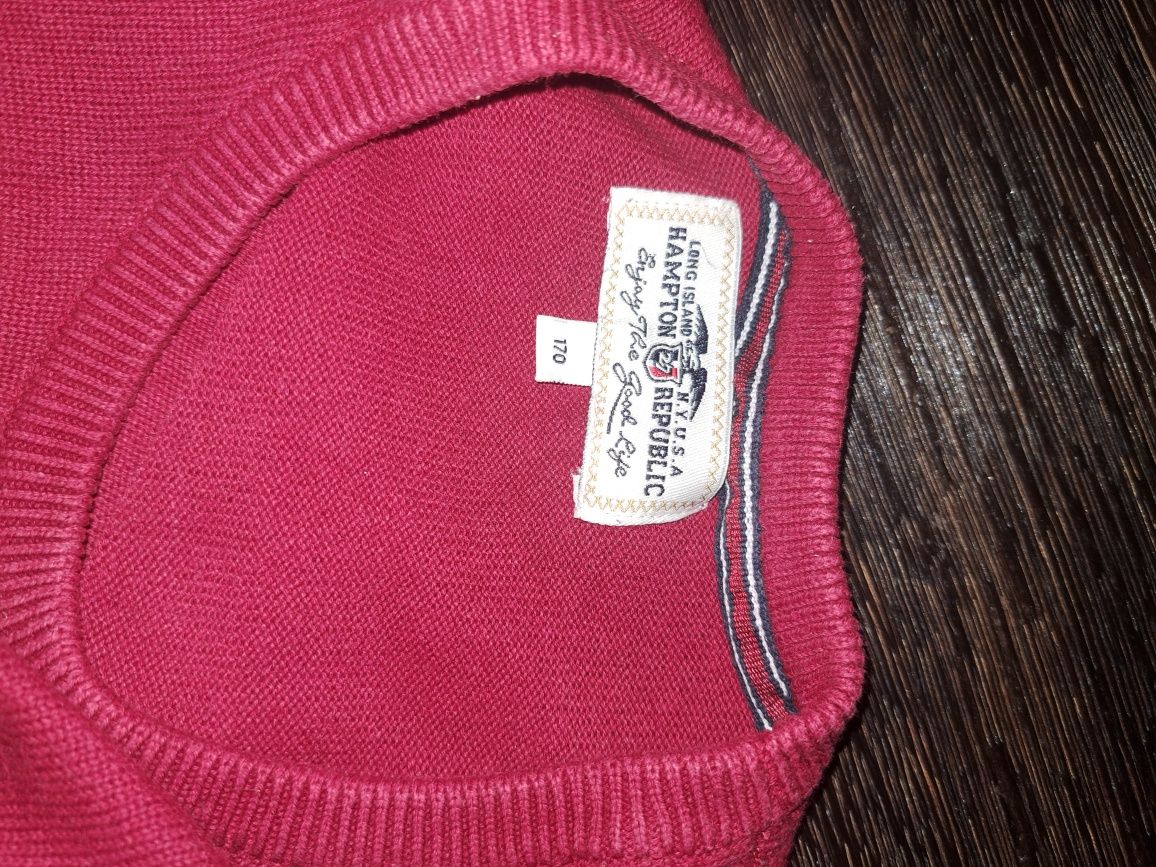 LONG ISLAND N.Y.U.S.A
HAMPTON REPUBLIC
Enjoy The Good Life
170